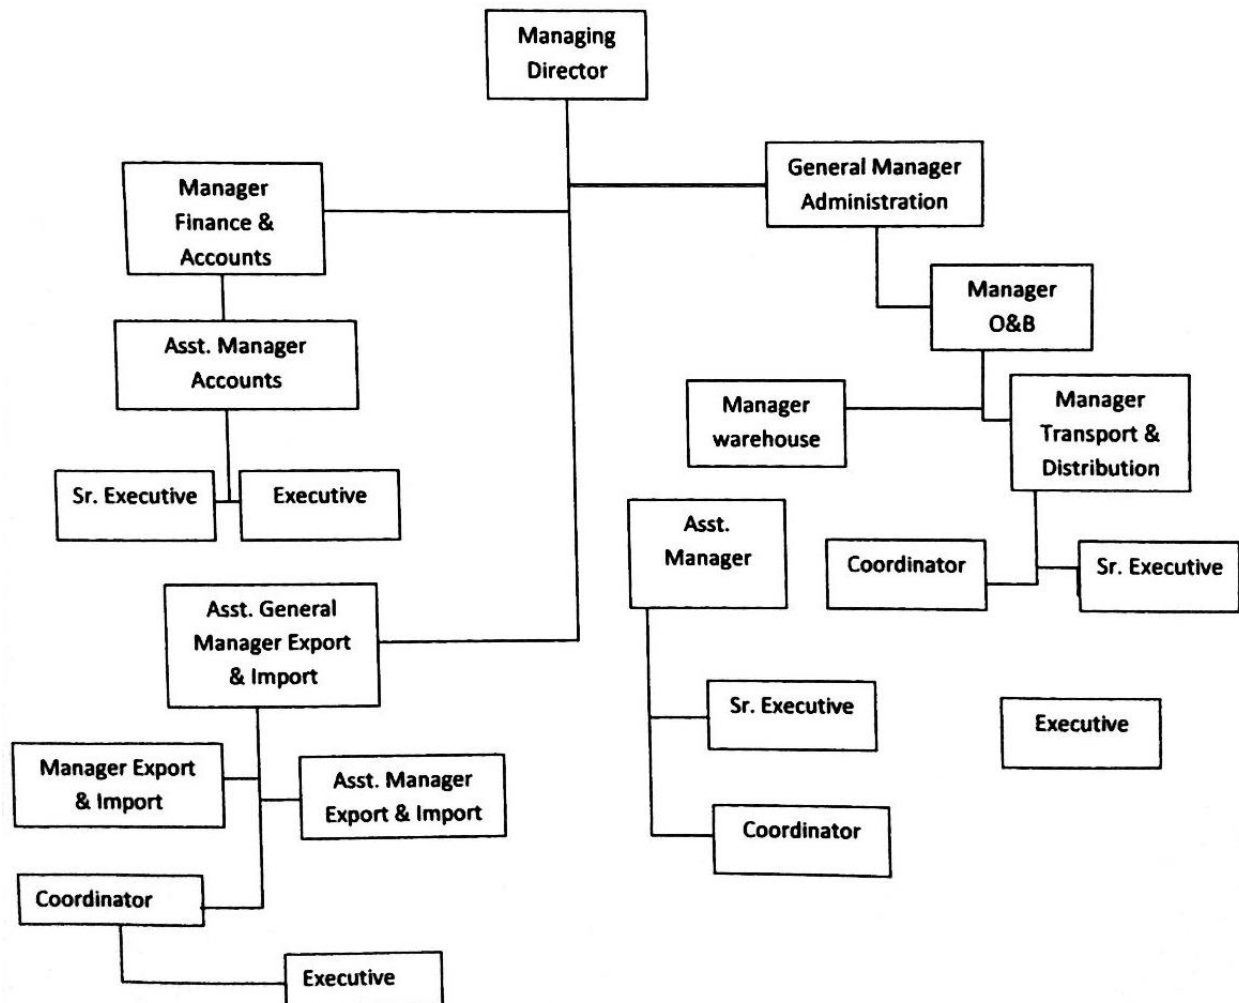 Managing
Director
General Manager
Administration
Manager
Finance &
Accounts
Manager
O&B
Asst. Manager
Accounts
Manager
warehouse
Manager
Transport &
Distribution
Sr. Executive
Executive
Asst.
Manager
Coordinator
Sr. Executive
Asst. General
Manager Export
& Import
Sr. Executive
Executive
Manager Export
& Import
Asst. Manager
Export & Import
Coordinator
Coordinator
Executive